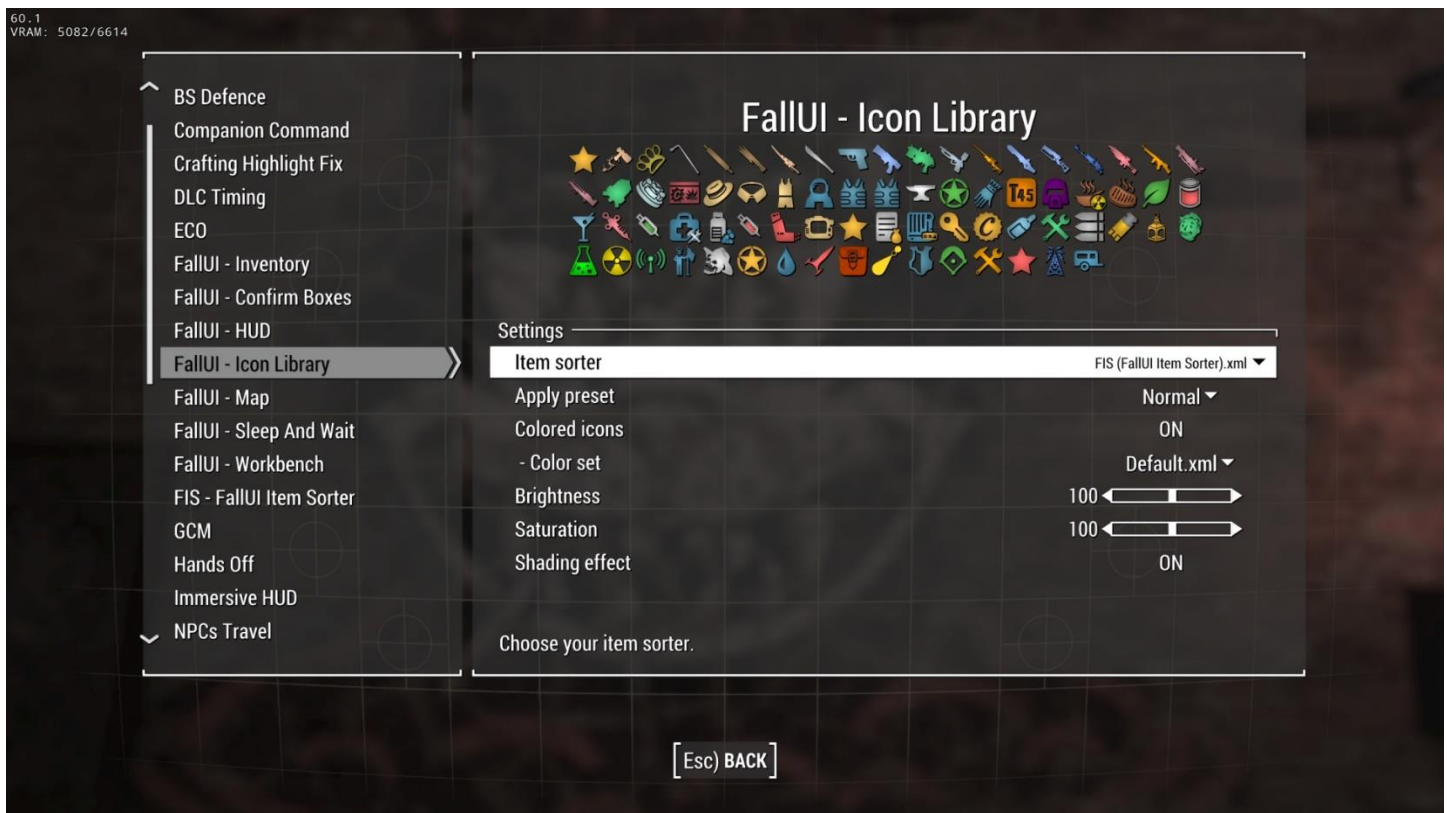 60.1
VRAM: 5082/6614
BS Defence
Companion Command
Crafting Highlight Fix
DLC Timing
ECO
FallUI - Inventory
FallUI - Confirm Boxes
FallUI - HUD
FallUI - Icon Library
FallUI - Map
FallUI - Sleep And Wait
FallUI - Workbench
FIS - FallUI Item Sorter
GCM
Hands Off
Immersive HUD
NPCs Travel
FallUI - Icon Library
T45
Settings
Item sorter FIS (FallUI Item Sorter).xml
Apply preset Normal
Colored icons ON
- Color set Default.xml
Brightness 100
Saturation 100
Shading effect ON
Choose your item sorter.
[Esc) BACK]